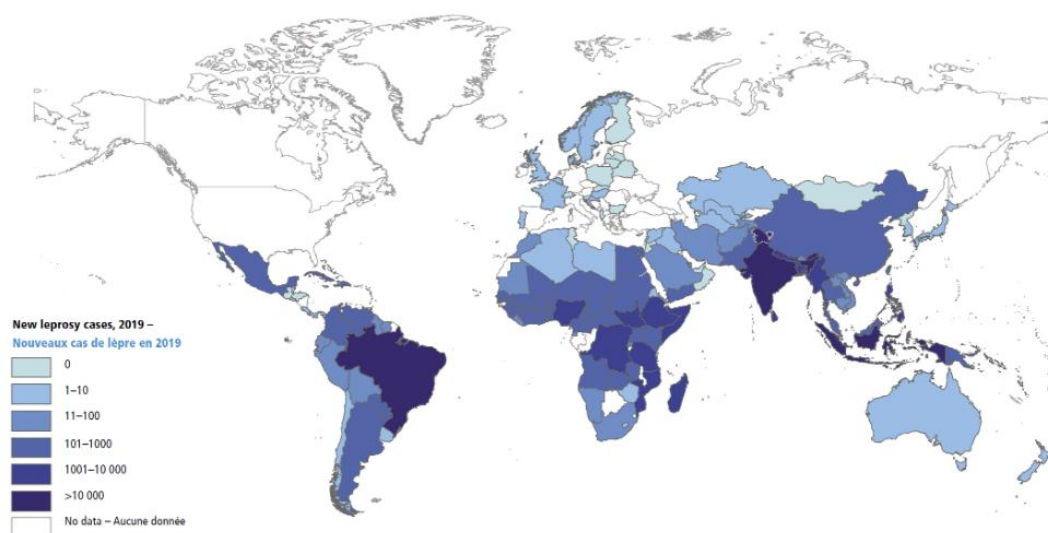 New leprosy cases, 2019 –
Nouveaux cas de lèpre en 2019
0
1–10
11–100
101–1000
1001–10 000
>10 000
No data – Aucune donnée